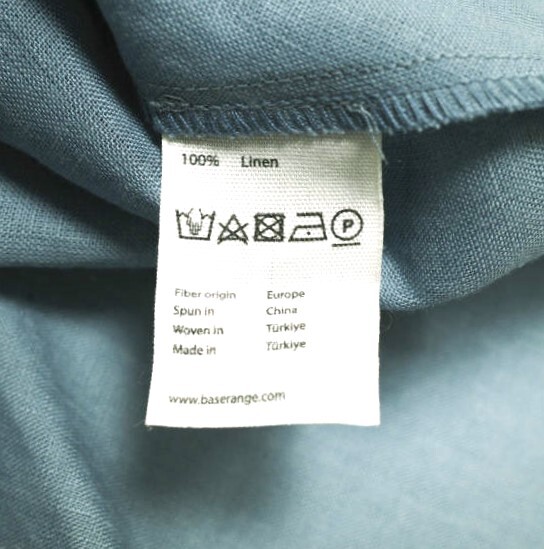 100% Linen
P
Fiber origin Europe
Spun in China
Woven in Türkiye
Made in Türkiye
www.baserange.com